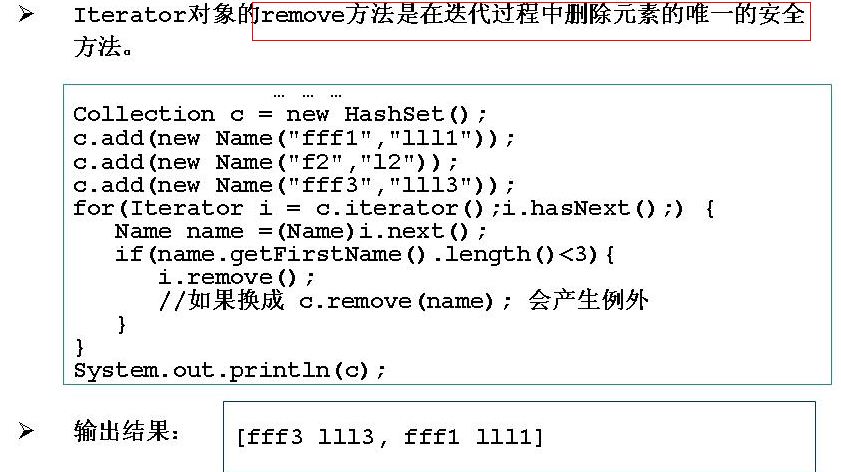 ➢ Iterator对象的remove方法是在迭代过程中删除元素的唯一的安全
方法。
… … …
Collection c = new HashSet();
c.add(new Name("fff1","lll1"));
c.add(new Name("f2","l2"));
c.add(new Name("fff3","lll3"));
for(Iterator i = c.iterator();i.hasNext();) {
Name name =(Name)i.next();
if(name.getFirstName().length()<3){
i.remove();
//如果换成 c.remove(name); 会产生例外
}
}
System.out.println(c);
➢ 输出结果: [fff3 lll3, fff1 lll1]